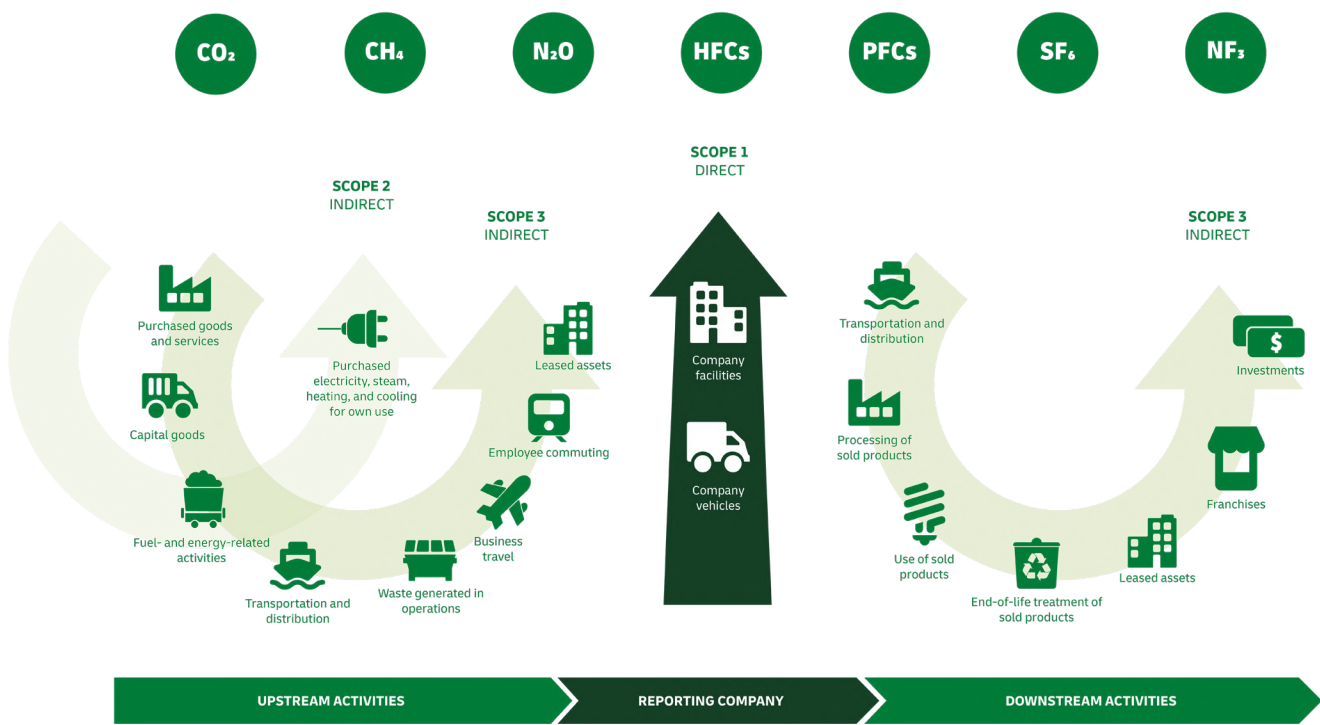 CO₂
CH₄
N₂O
HFCs
PFCs
SF₆
NF₃
SCOPE 1
DIRECT
SCOPE 2
INDIRECT
SCOPE 3
INDIRECT
SCOPE 3
INDIRECT
Purchased goods
and services
Capital goods
Fuel- and energy-related
activities
Transportation and
distribution
Waste generated in
operations
Business
travel
Employee commuting
Leased assets
Purchased
electricity, steam,
heating, and cooling
for own use
Company
facilities
Company
vehicles
Transportation and
distribution
Processing of
sold products
Use of sold
products
End-of-life treatment of
sold products
Leased assets
Franchises
$
Investments
UPSTREAM ACTIVITIES
REPORTING COMPANY
DOWNSTREAM ACTIVITIES